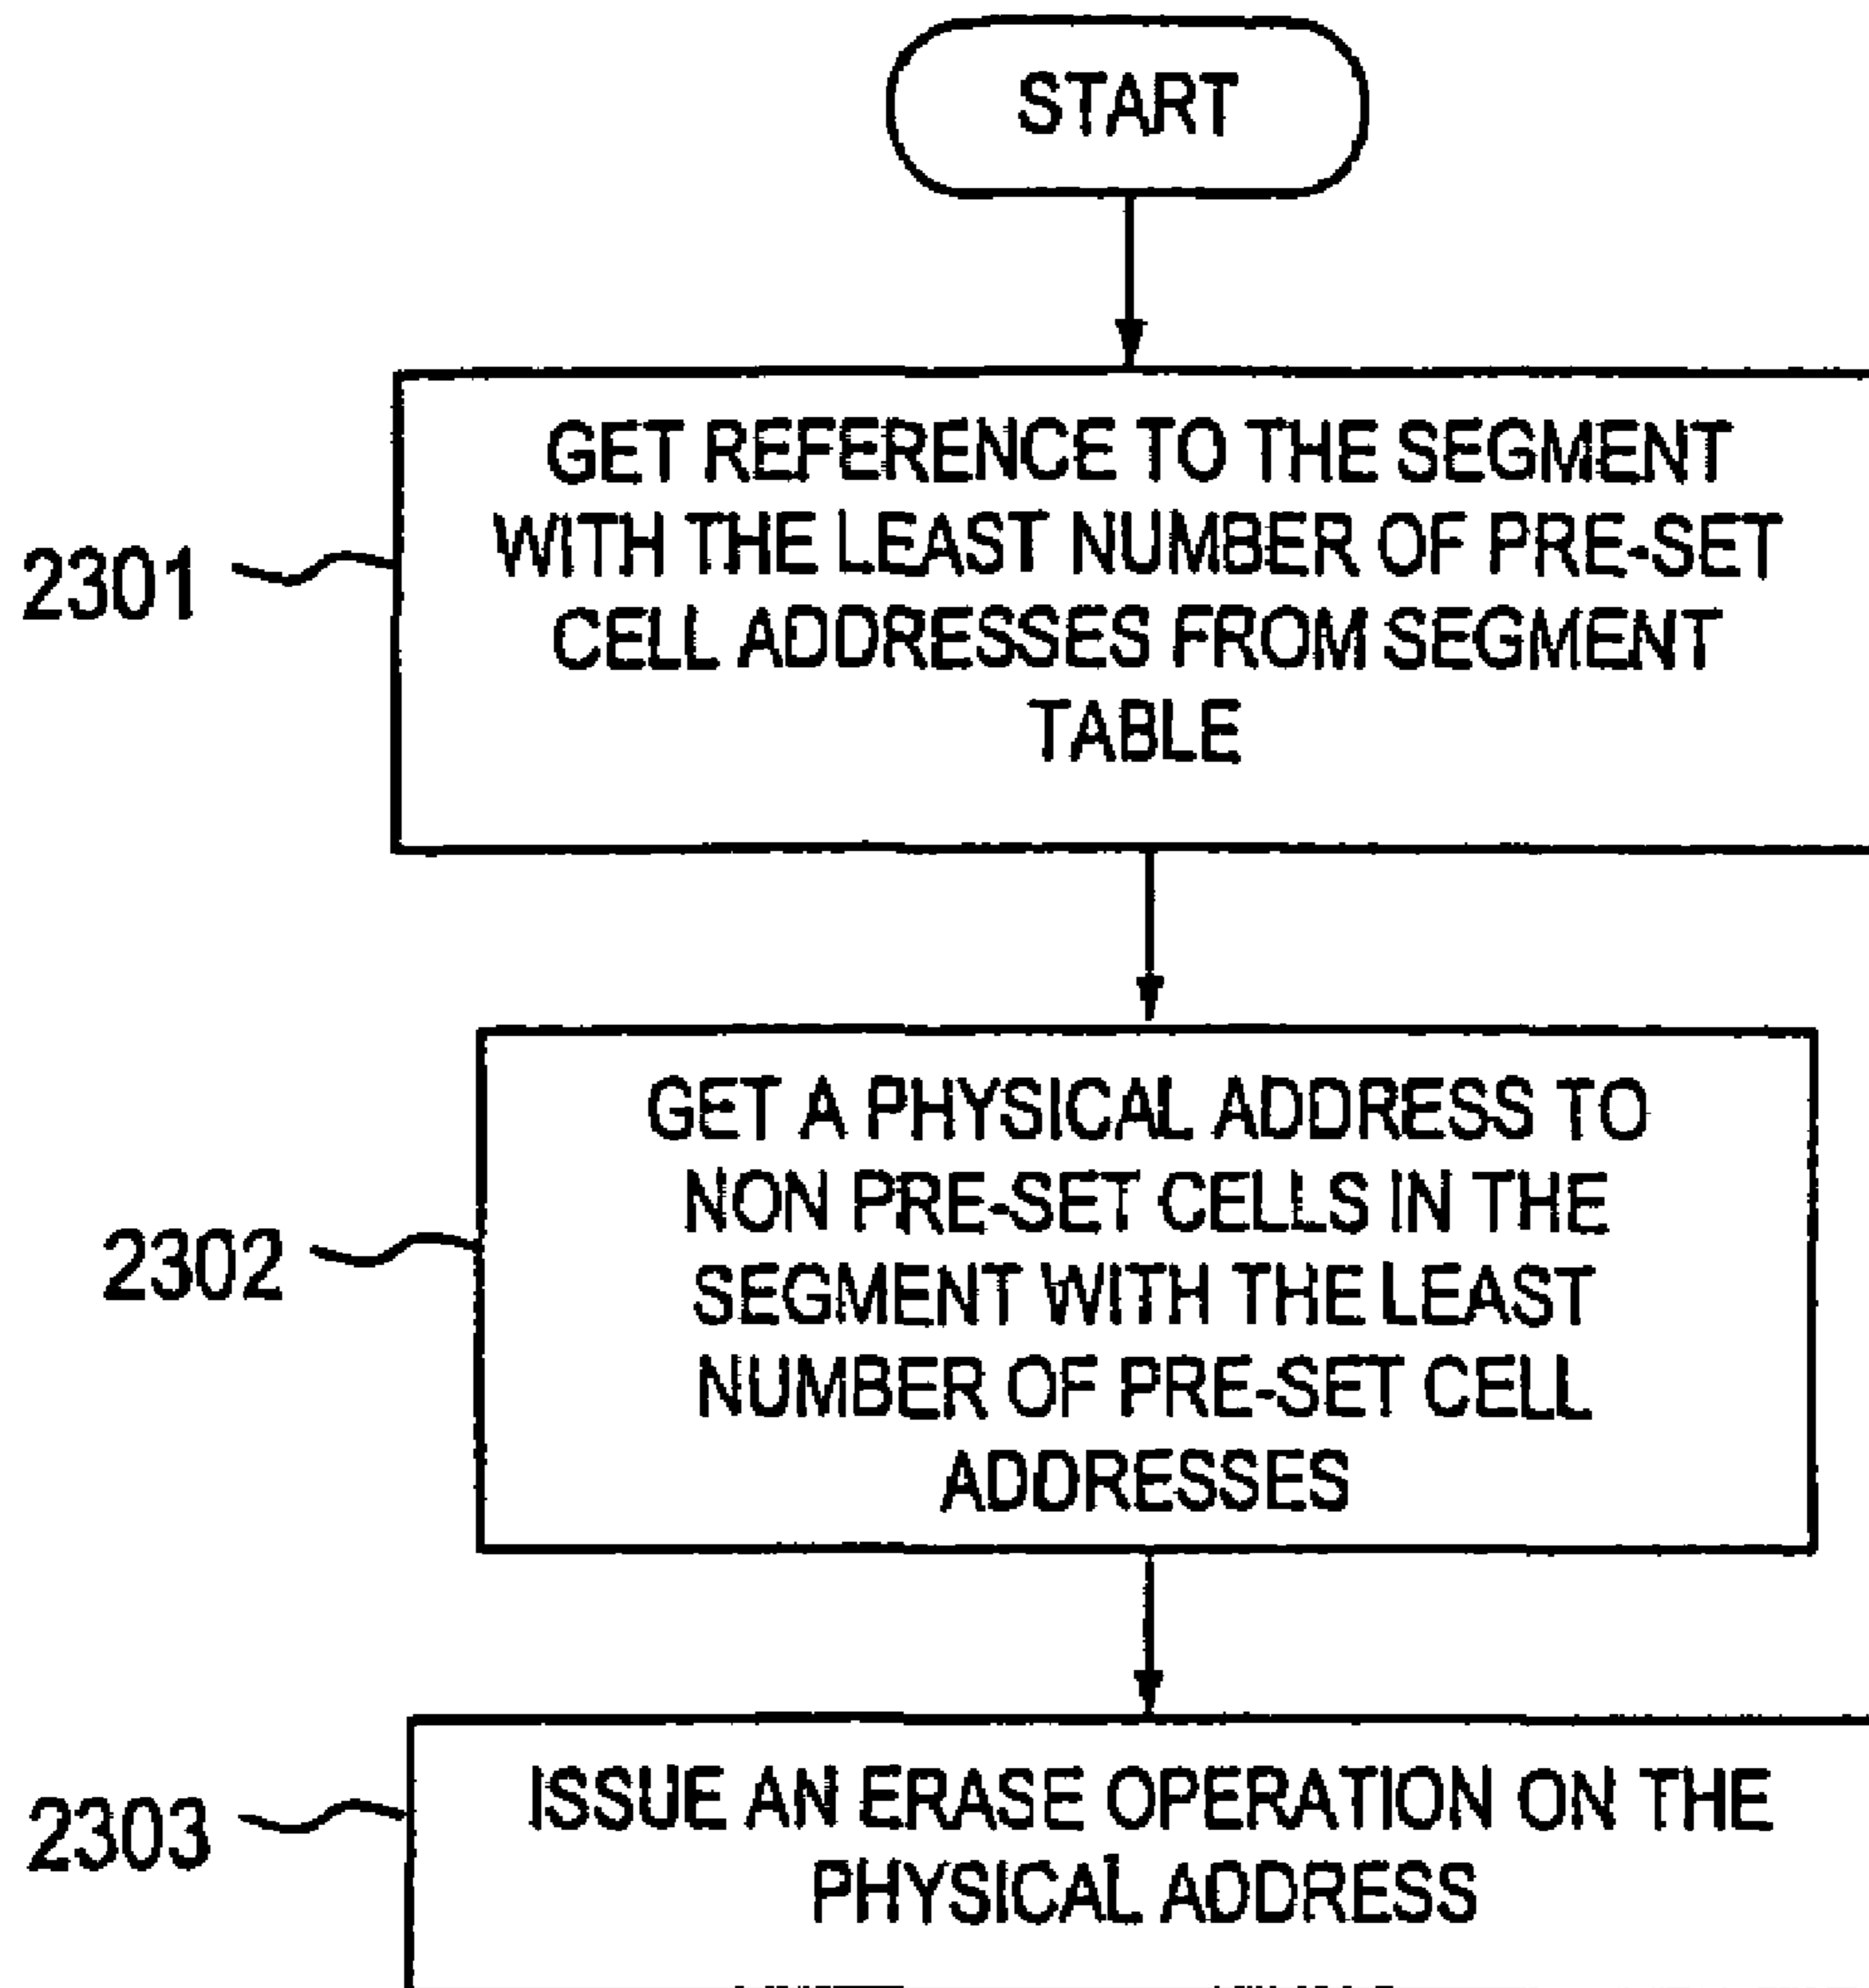 START
GET REFERENCE TO THE SEGMENT
WITH THE LEAST NUMBER OF PRE-SET
CELL ADDRESSES FROM SEGMENT
TABLE
2301
GET A PHYSICAL ADDRESS TO
NON PRE-SET CELLS IN THE
SEGMENT WITH THE LEAST
NUMBER OF PRE-SET CELL
ADDRESSES
2302
ISSUE AN ERASE OPERATION ON THE
PHYSICAL ADDRESS
2303